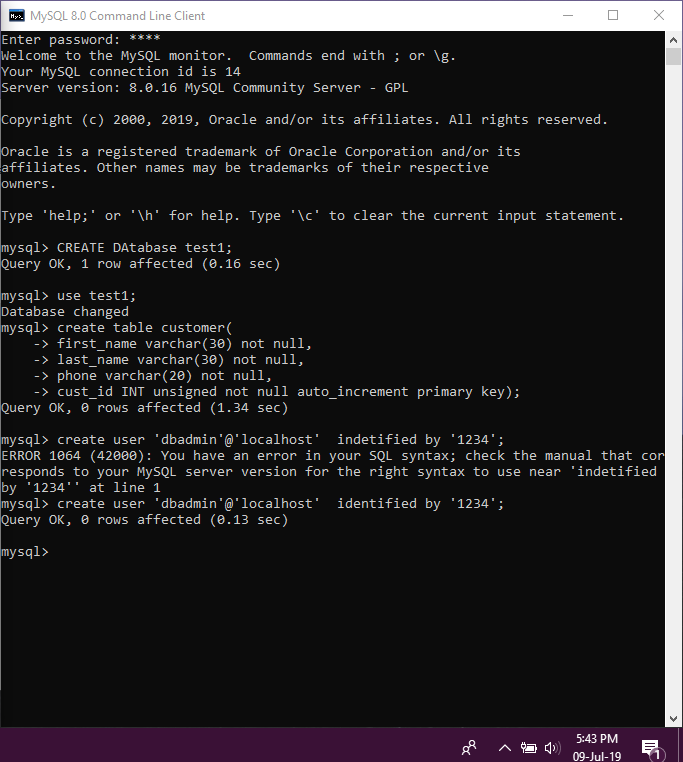 MySQL 8.0 Command Line Client
Enter password: ****
Welcome to the MySQL monitor.  Commands end with ; or \g.
Your MySQL connection id is 14
Server version: 8.0.16 MySQL Community Server - GPL
Copyright (c) 2000, 2019, Oracle and/or its affiliates. All rights reserved.
Oracle is a registered trademark of Oracle Corporation and/or its
affiliates. Other names may be trademarks of their respective
owners.
Type 'help;' or '\h' for help. Type '\c' to clear the current input statement.
mysql> CREATE DAtabase test1;
Query OK, 1 row affected (0.16 sec)
mysql> use test1;
Database changed
mysql> create table customer(
    -> first_name varchar(30) not null,
    -> last_name varchar(30) not null,
    -> phone varchar(20) not null,
    -> cust_id INT unsigned not null auto_increment primary key);
Query OK, 0 rows affected (1.34 sec)
mysql> create user 'dbadmin'@'localhost'  indetified by '1234';
ERROR 1064 (42000): You have an error in your SQL syntax; check the manual that cor
responds to your MySQL server version for the right syntax to use near 'indetified
by '1234'' at line 1
mysql> create user 'dbadmin'@'localhost'  identified by '1234';
Query OK, 0 rows affected (0.13 sec)
mysql>
5:43 PM
09-Jul-19
1